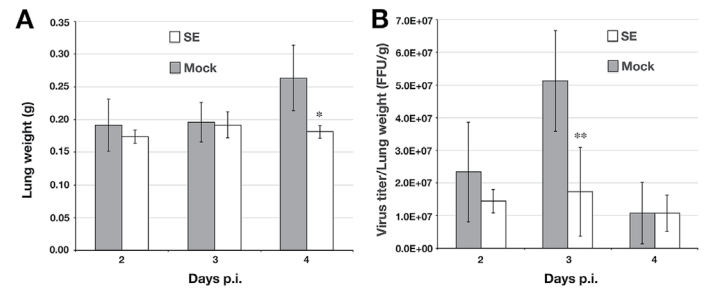 A
Lung weight (g)
0.35
0.30
0.25
0.20
0.15
0.10
0.05
0.00
SE
Mock
*
2 3 4
Days p.i.
B
Virus titer/Lung weight (FFU/g)
7.0E+07
6.0E+07
5.0E+07
4.0E+07
3.0E+07
2.0E+07
1.0E+07
0.0E+00
SE
Mock
**
2 3 4
Days p.i.